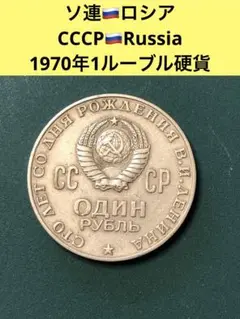 ソ連🇷🇺ロシア
CCCP🇷🇺Russia
1970年1ルーブル硬貨
СТО ЛЕТ СО ДНЯ РОЖДЕНИЯ В.И.ЛЕНИНА
СС СР
ОДИН
РУБЛЬ